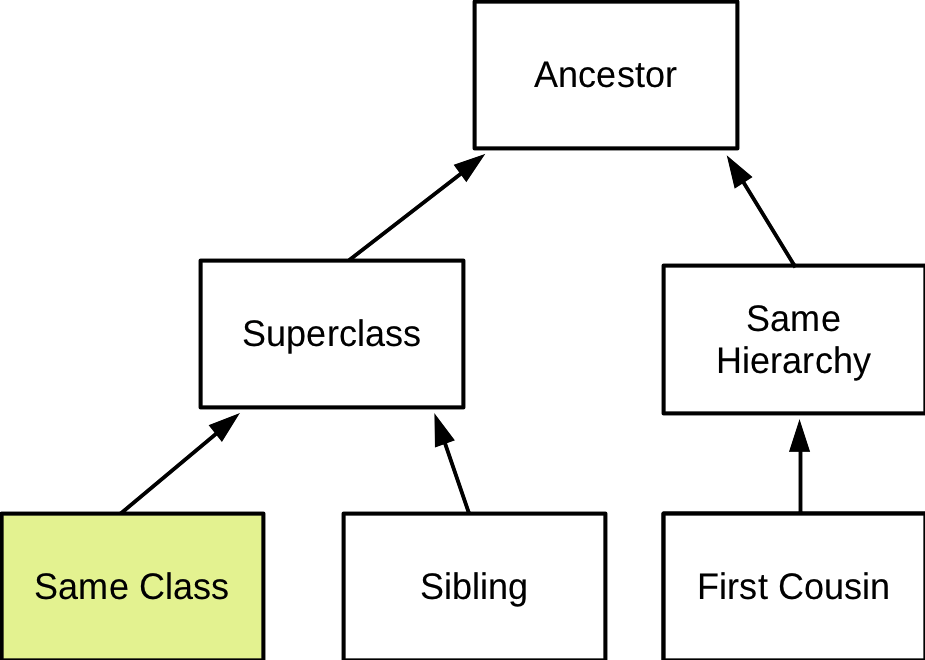 Ancestor
Superclass
Same
Hierarchy
Same Class
Sibling
First Cousin